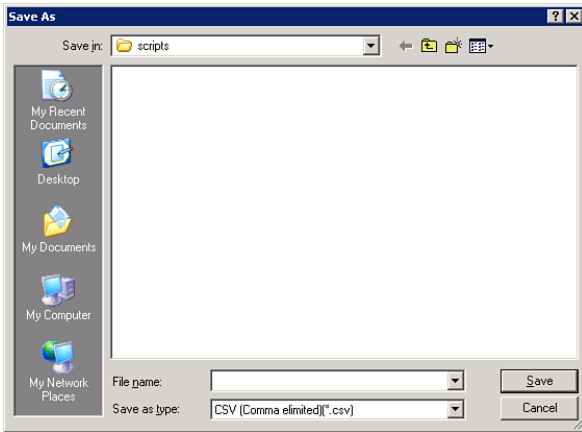 Save As
Save in: scripts
My Recent
Documents
Desktop
My Documents
My Computer
My Network
Places
File name:
Save as type: CSV (Comma elimited)(*.csv)
Save
Cancel